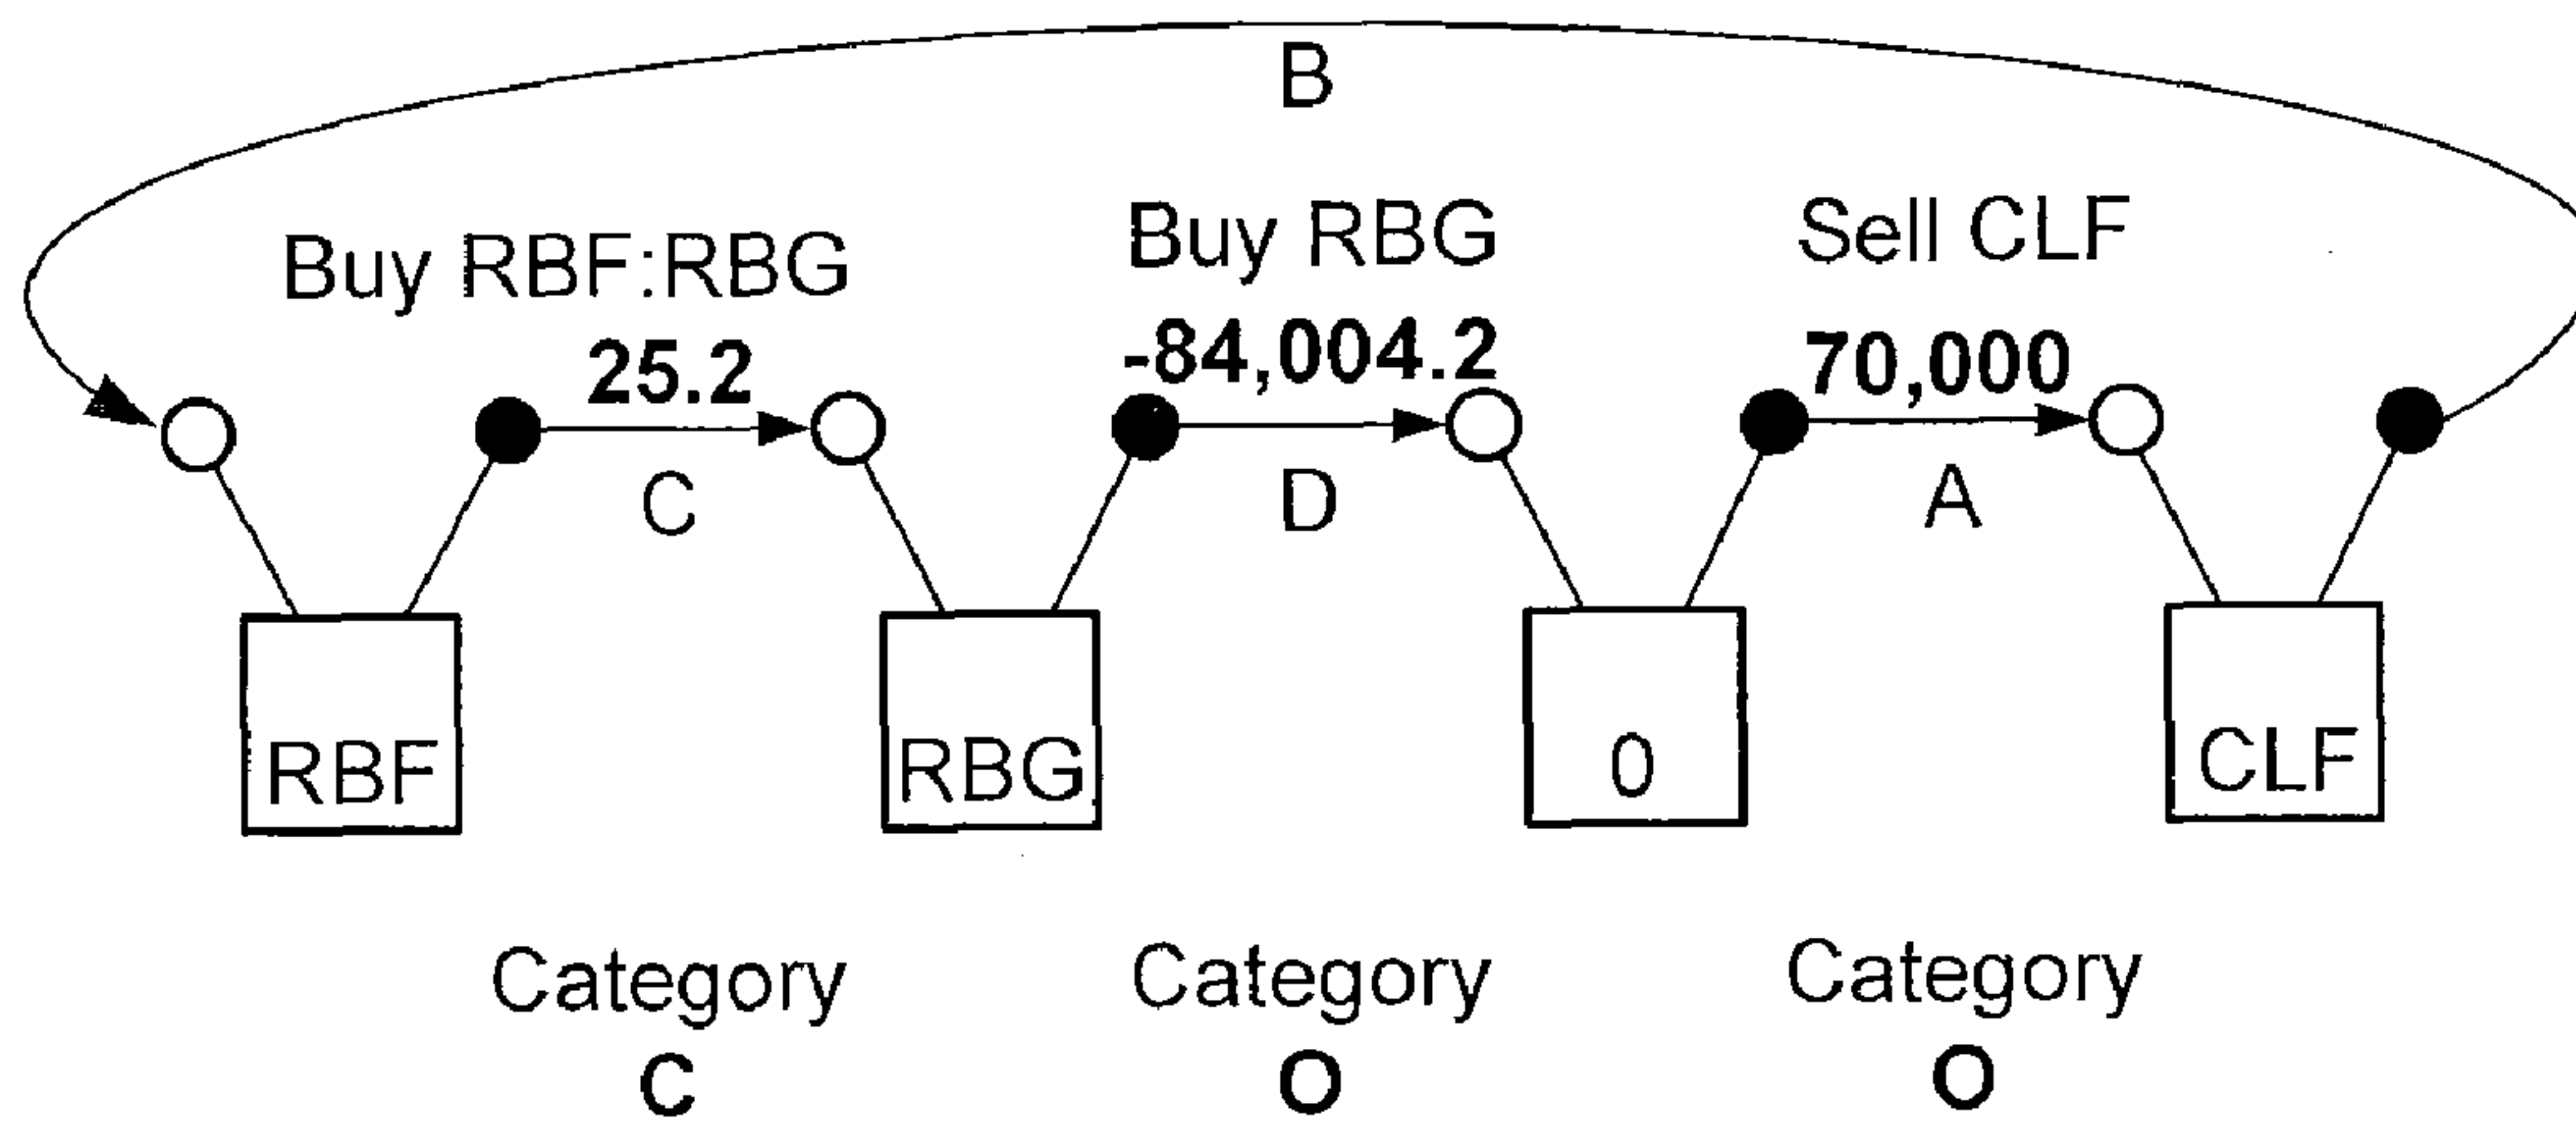 B
Buy RBF:RBG
25.2
C
Buy RBG
-84,004.2
D
Sell CLF
70,000
A
RBF
RBG
0
CLF
Category
C
Category
O
Category
O